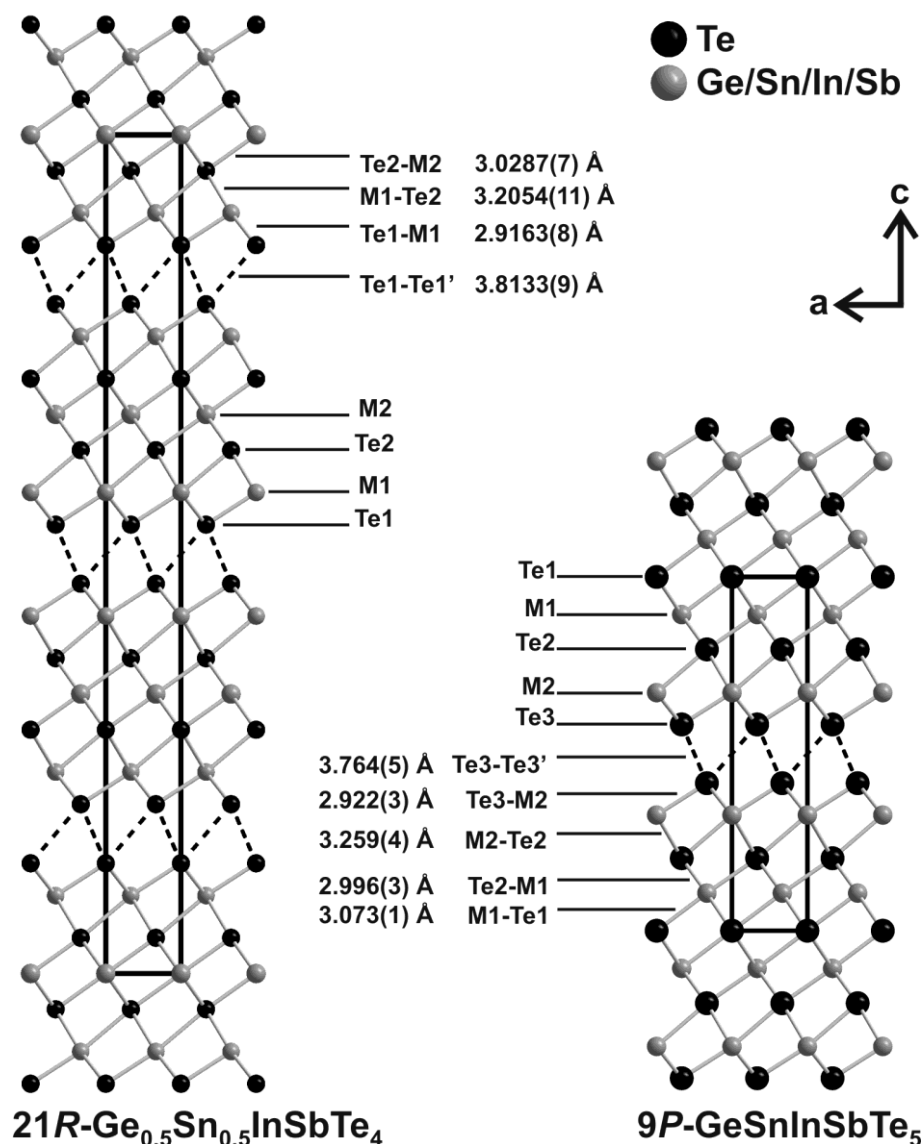 Te
Ge/Sn/In/Sb
Te2-M2 3.0287(7) Å
M1-Te2 3.2054(11) Å
Te1-M1 2.9163(8) Å
Te1-Te1' 3.8133(9) Å
c
a
M2
Te2
M1
Te1
Te1
M1
Te2
M2
Te3
3.764(5) Å Te3-Te3'
2.922(3) Å Te3-M2
3.259(4) Å M2-Te2
2.996(3) Å Te2-M1
3.073(1) Å M1-Te1
21R-Ge0.5Sn0.5InSbTe4
9P-GeSnInSbTe5